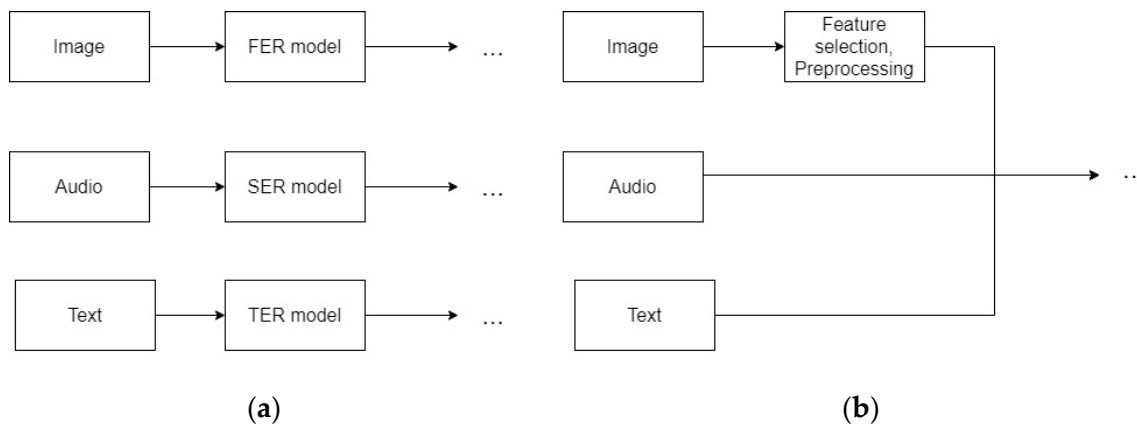 Image
FER model
...
Image
Feature
selection,
Preprocessing
Audio
SER model
...
Audio
..
Text
TER model
...
Text
(a)
(b)